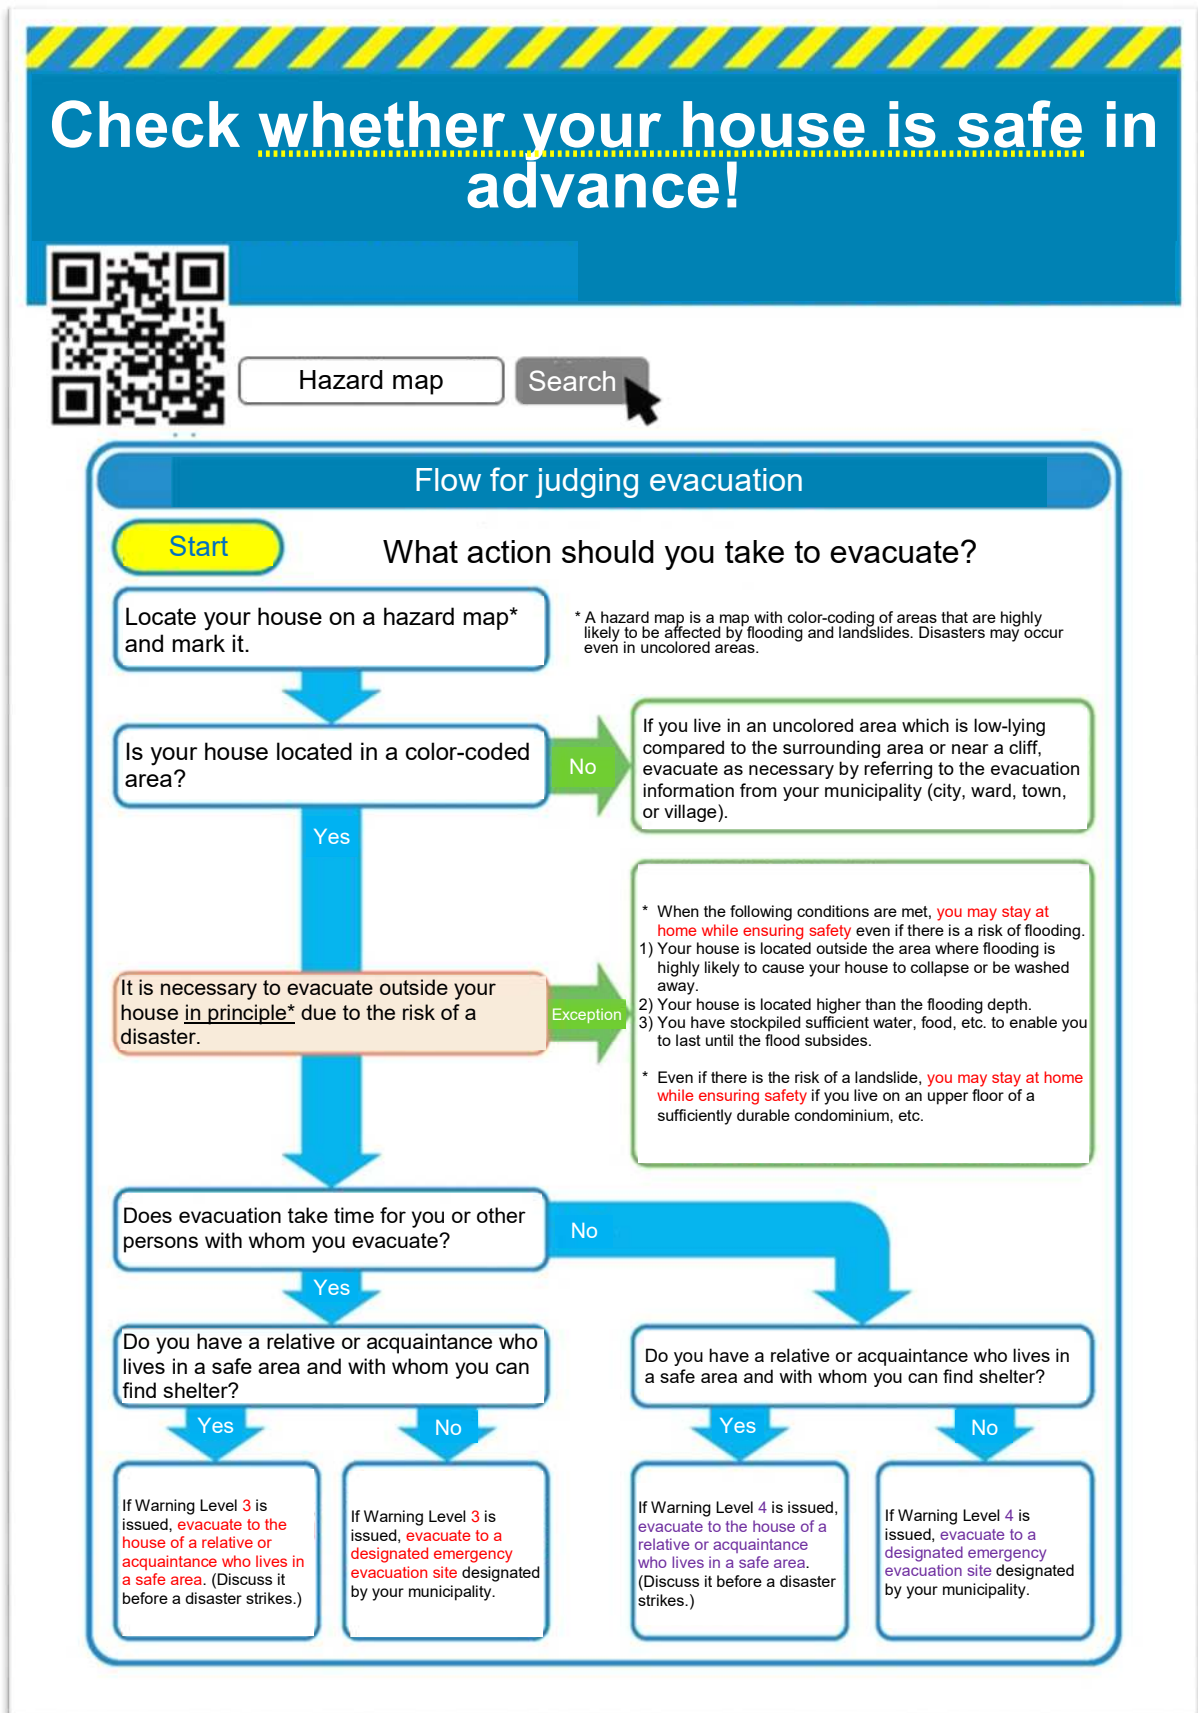 Check whether your house is safe in
advance!
Hazard map
Search
Flow for judging evacuation
Start
What action should you take to evacuate?
Locate your house on a hazard map*
and mark it.
* A hazard map is a map with color-coding of areas that are highly
likely to be affected by flooding and landslides. Disasters may occur
even in uncolored areas.
Is your house located in a color-coded
area?
No
If you live in an uncolored area which is low-lying
compared to the surrounding area or near a cliff,
evacuate as necessary by referring to the evacuation
information from your municipality (city, ward, town,
or village).
Yes
It is necessary to evacuate outside your
house in principle* due to the risk of a
disaster.
Exception
* When the following conditions are met, you may stay at
home while ensuring safety even if there is a risk of flooding.
1) Your house is located outside the area where flooding is
highly likely to cause your house to collapse or be washed
away.
2) Your house is located higher than the flooding depth.
3) You have stockpiled sufficient water, food, etc. to enable you
to last until the flood subsides.
* Even if there is the risk of a landslide, you may stay at home
while ensuring safety if you live on an upper floor of a
sufficiently durable condominium, etc.
Does evacuation take time for you or other
persons with whom you evacuate?
No
Yes
Do you have a relative or acquaintance who
lives in a safe area and with whom you can
find shelter?
Do you have a relative or acquaintance who lives in
a safe area and with whom you can find shelter?
Yes
No
Yes
No
If Warning Level 3 is
issued, evacuate to the
house of a relative or
acquaintance who lives in
a safe area. (Discuss it
before a disaster strikes.)
If Warning Level 3 is
issued, evacuate to a
designated emergency
evacuation site designated
by your municipality.
If Warning Level 4 is issued,
evacuate to the house of a
relative or acquaintance
who lives in a safe area.
(Discuss it before a disaster
strikes.)
If Warning Level 4 is
issued, evacuate to a
designated emergency
evacuation site designated
by your municipality.